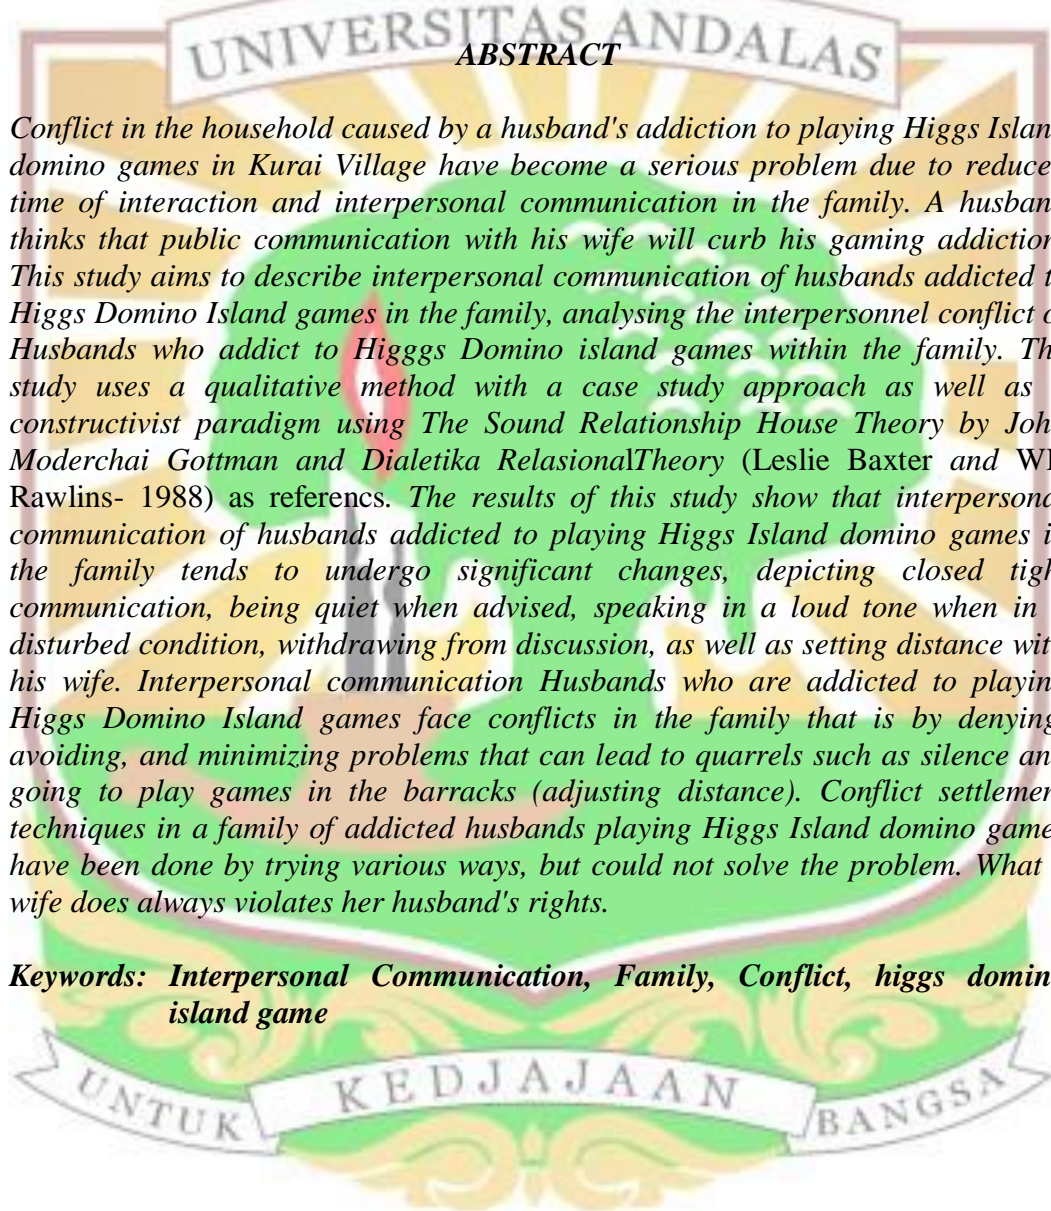 UNIVERSITAS ANDALAS
ABSTRACT
Conflict in the household caused by a husband's addiction to playing Higgs Islan
domino games in Kurai Village have become a serious problem due to reduce
time of interaction and interpersonal communication in the family. A husban
thinks that public communication with his wife will curb his gaming addiction
This study aims to describe interpersonal communication of husbands addicted t
Higgs Domino Island games in the family, analysing the interpersonnel conflict o
Husbands who addict to Higggs Domino island games within the family. Th
study uses a qualitative method with a case study approach as well as
constructivist paradigm using The Sound Relationship House Theory by Joh
Moderchai Gottman and Dialetika RelasionalTheory (Leslie Baxter and W
Rawlins- 1988) as referencs. The results of this study show that interpersona
communication of husbands addicted to playing Higgs Island domino games i
the family tends to undergo significant changes, depicting closed tigh
communication, being quiet when advised, speaking in a loud tone when in
disturbed condition, withdrawing from discussion, as well as setting distance wit
his wife. Interpersonal communication Husbands who are addicted to playin
Higgs Domino Island games face conflicts in the family that is by denying
avoiding, and minimizing problems that can lead to quarrels such as silence an
going to play games in the barracks (adjusting distance). Conflict settlemen
techniques in a family of addicted husbands playing Higgs Island domino game
have been done by trying various ways, but could not solve the problem. What
wife does always violates her husband's rights.
Keywords: Interpersonal Communication, Family, Conflict, higgs domin
island game
UNTUK KEDJAJAAN BANGSA